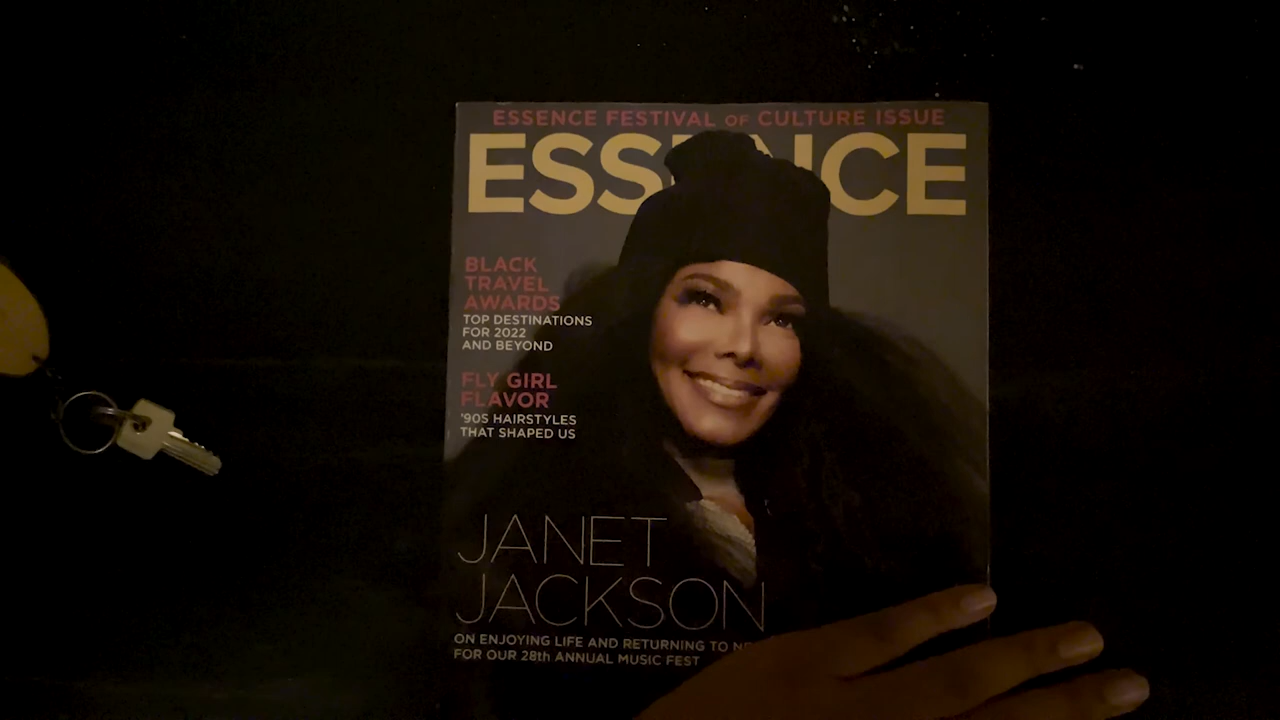 ESSENCE FESTIVAL OF CULTURE ISSUE
ESSENCE
BLACK
TRAVEL
AWARDS
TOP DESTINATIONS
FOR 2022
AND BEYOND
FLY GIRL
FLAVOR
'90S HAIRSTYLES
THAT SHAPED US
JANET
JACKSON
ON ENJOYING LIFE AND RETURNING TO
FOR OUR 28th ANNUAL MUSIC FEST